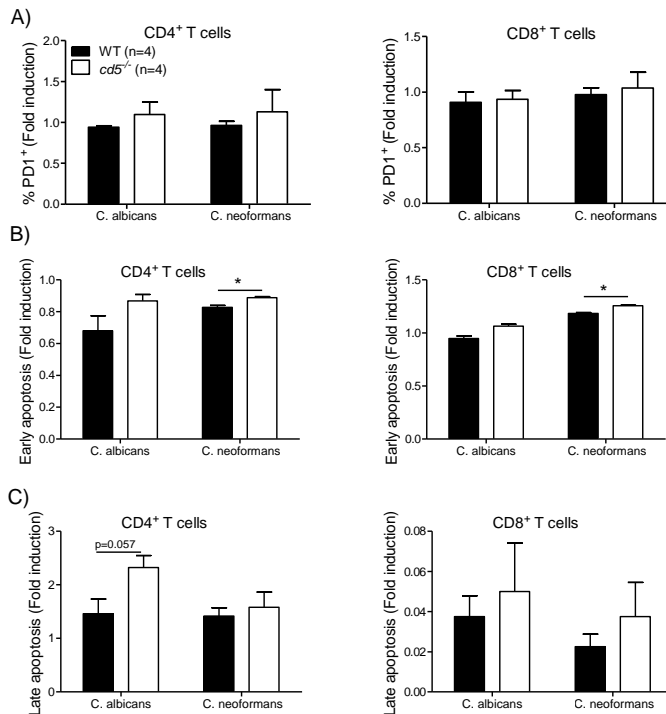 A)
CD4⁺ T cells
WT (n=4)
cd5⁻/⁻ (n=4)
% PD1⁺ (Fold induction)
2.0
1.5
1.0
0.5
0.0
C. albicans C. neoformans
CD8⁺ T cells
% PD1⁺ (Fold induction)
1.5
1.0
0.5
0.0
C. albicans C. neoformans
B)
CD4⁺ T cells
*
Early apoptosis (Fold induction)
1.0
0.8
0.6
0.4
0.2
0.0
C. albicans C. neoformans
CD8⁺ T cells
*
Early apoptosis (Fold induction)
1.5
1.0
0.5
0.0
C. albicans C. neoformans
C)
CD4⁺ T cells
p=0.057
Late apoptosis (Fold induction)
3
2
1
0
C. albicans C. neoformans
CD8⁺ T cells
Late apoptosis (Fold induction)
0.08
0.06
0.04
0.02
0.00
C. albicans C. neoformans